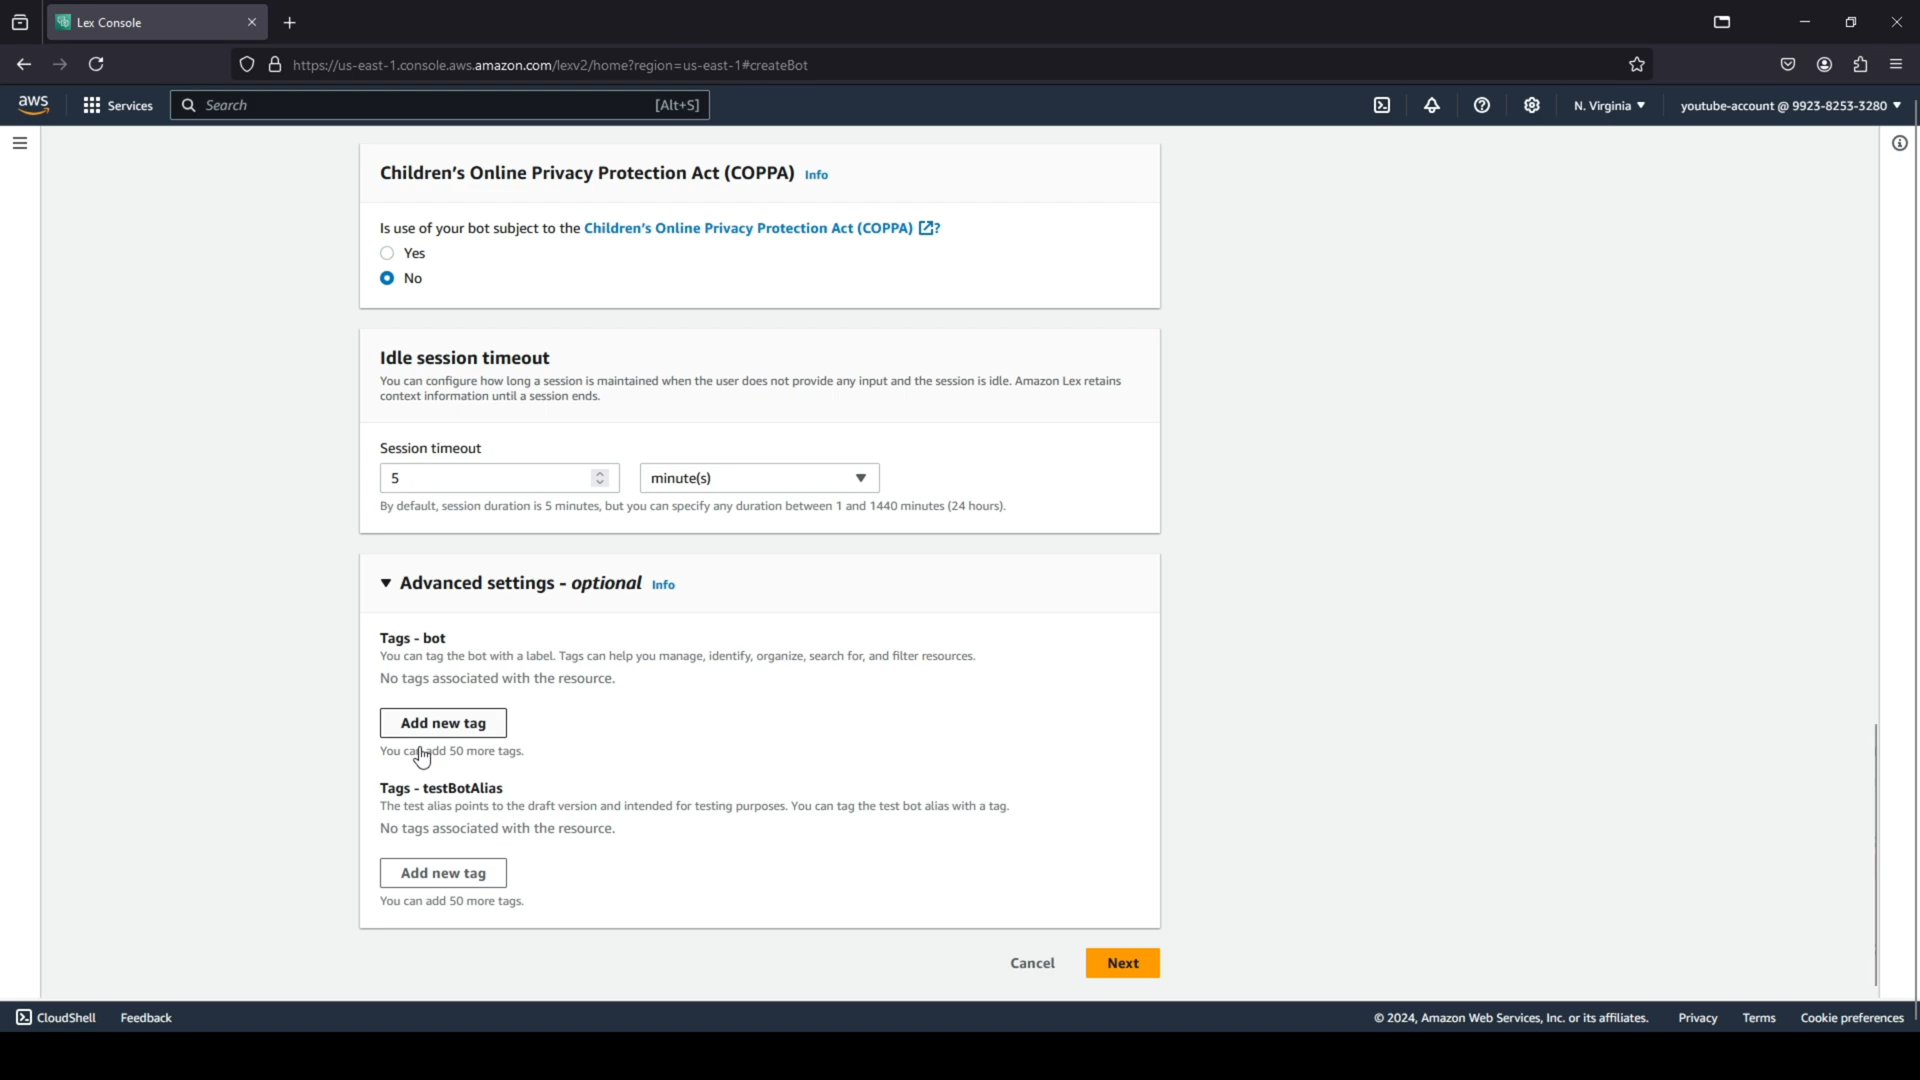 Lex Console
https://us-east-1.console.aws.amazon.com/lexv2/home?region=us-east-1#createBot
aws
Services
Search
[Alt+S]
N. Virginia
youtube-account @ 9923-8253-3280
Children's Online Privacy Protection Act (COPPA) Info
Is use of your bot subject to the Children's Online Privacy Protection Act (COPPA) ?
Yes
No
Idle session timeout
You can configure how long a session is maintained when the user does not provide any input and the session is idle. Amazon Lex retains
context information until a session ends.
Session timeout
5
minute(s)
By default, session duration is 5 minutes, but you can specify any duration between 1 and 1440 minutes (24 hours).
Advanced settings - optional Info
Tags - bot
You can tag the bot with a label. Tags can help you manage, identify, organize, search for, and filter resources.
No tags associated with the resource.
Add new tag
You can add 50 more tags.
Tags - testBotAlias
The test alias points to the draft version and intended for testing purposes. You can tag the test bot alias with a tag.
No tags associated with the resource.
Add new tag
You can add 50 more tags.
Cancel
Next
CloudShell
Feedback
© 2024, Amazon Web Services, Inc. or its affiliates.
Privacy
Terms
Cookie preferences